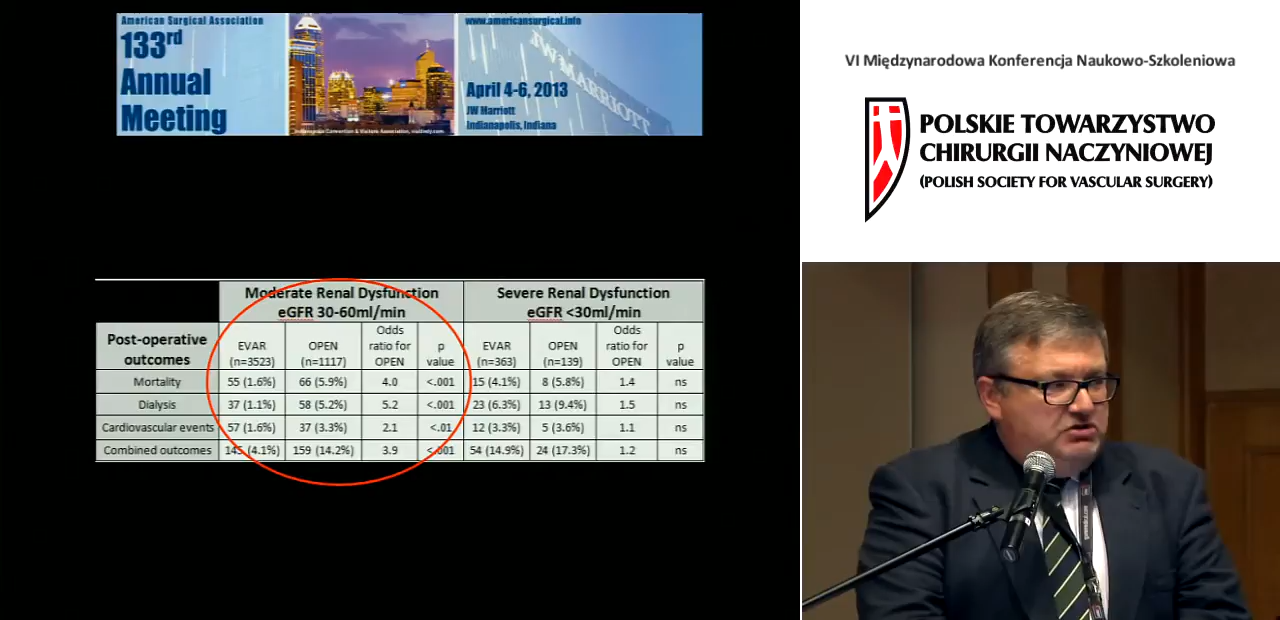 American Surgical Association
www.americansurgical.info
133rd
Annual
Meeting
April 4-6, 2013
JW Marriott
Indianapolis, Indiana
JW MARRIOTT
VI Międzynarodowa Konferencja Naukowo-Szkoleniowa
POLSKIE TOWARZYSTWO
CHIRURGII NACZYNIOWEJ
(POLISH SOCIETY FOR VASCULAR SURGERY)
Moderate Renal Dysfunction
eGFR 30-60ml/min
Severe Renal Dysfunction
eGFR <30ml/min
Post-operative
outcomes
EVAR
(n=3523)
OPEN
(n=1117)
Odds
ratio for
OPEN
p
value
EVAR
(n=363)
OPEN
(n=139)
Odds
ratio for
OPEN
p
value
Mortality 55 (1.6%) 66 (5.9%) 4.0 <.001 15 (4.1%) 8 (5.8%) 1.4 ns
Dialysis 37 (1.1%) 58 (5.2%) 5.2 <.001 23 (6.3%) 13 (9.4%) 1.5 ns
Cardiovascular events 57 (1.6%) 37 (3.3%) 2.1 <.01 12 (3.3%) 5 (3.6%) 1.1 ns
Combined outcomes 145 (4.1%) 159 (14.2%) 3.9 <.001 54 (14.9%) 24 (17.3%) 1.2 ns